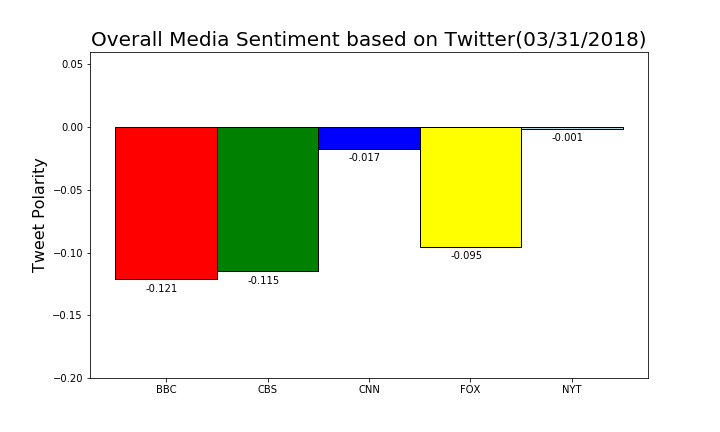 Overall Media Sentiment based on Twitter(03/31/2018)
Tweet Polarity
0.05
0.00
−0.05
−0.10
−0.15
−0.20
-0.121
-0.115
-0.017
-0.095
-0.001
BBC
CBS
CNN
FOX
NYT